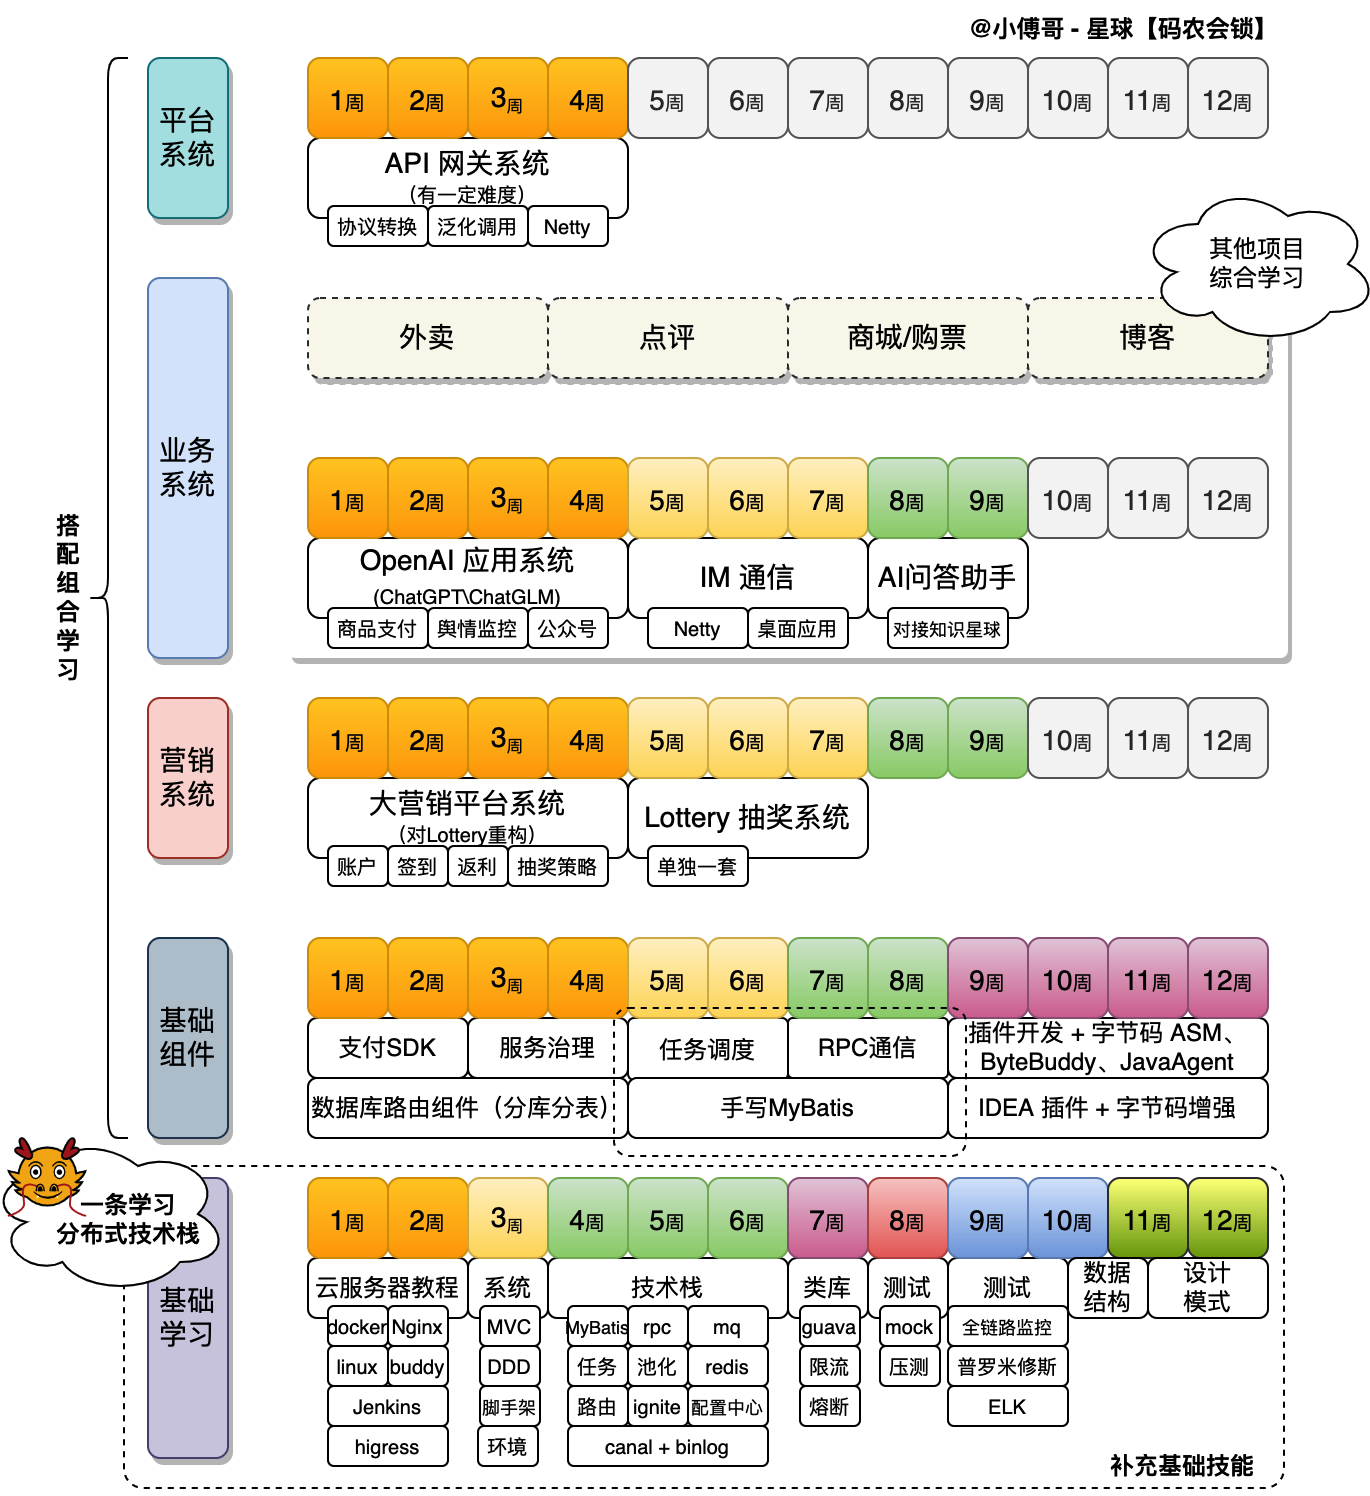 @小傅哥 - 星球【码农会锁】
平台
系统
1周 2周 3周 4周 5周 6周 7周 8周 9周 10周 11周 12周
API 网关系统
（有一定难度）
协议转换 泛化调用 Netty
其他项目
综合学习
外卖 点评 商城/购票 博客
业务
系统
1周 2周 3周 4周 5周 6周 7周 8周 9周 10周 11周 12周
OpenAI 应用系统
(ChatGPT\ChatGLM)
商品支付 舆情监控 公众号
IM 通信
Netty 桌面应用
AI问答助手
对接知识星球
搭配组合学习
营销
系统
1周 2周 3周 4周 5周 6周 7周 8周 9周 10周 11周 12周
大营销平台系统
（对Lottery重构）
账户 签到 返利 抽奖策略
Lottery 抽奖系统
单独一套
基础
组件
1周 2周 3周 4周 5周 6周 7周 8周 9周 10周 11周 12周
支付SDK 服务治理 任务调度 RPC通信
插件开发 + 字节码 ASM、
ByteBuddy、JavaAgent
数据库路由组件（分库分表） 手写MyBatis IDEA 插件 + 字节码增强
一条学习
分布式技术栈
基础
学习
1周 2周 3周 4周 5周 6周 7周 8周 9周 10周 11周 12周
云服务器教程 系统 技术栈 类库 测试 测试
数据
结构
设计
模式
docker Nginx MVC MyBatis rpc mq guava mock 全链路监控
linux buddy DDD 任务 池化 redis 限流 压测 普罗米修斯
Jenkins 脚手架 路由 ignite 配置中心 熔断 ELK
higress 环境 canal + binlog
补充基础技能